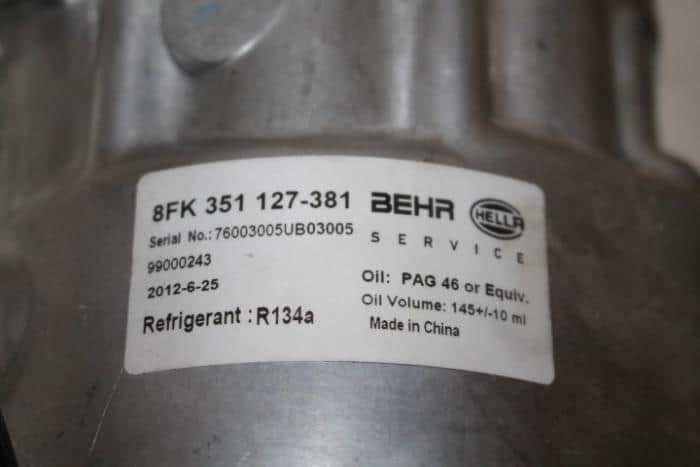 8FK 351 127-381 BEHR HELLA
SERVICE
Serial No.:76003005UB03005
99000243
2012-6-25
Refrigerant : R134a
Oil: PAG 46 or Equiv.
Oil Volume: 145+/-10 ml
Made in China